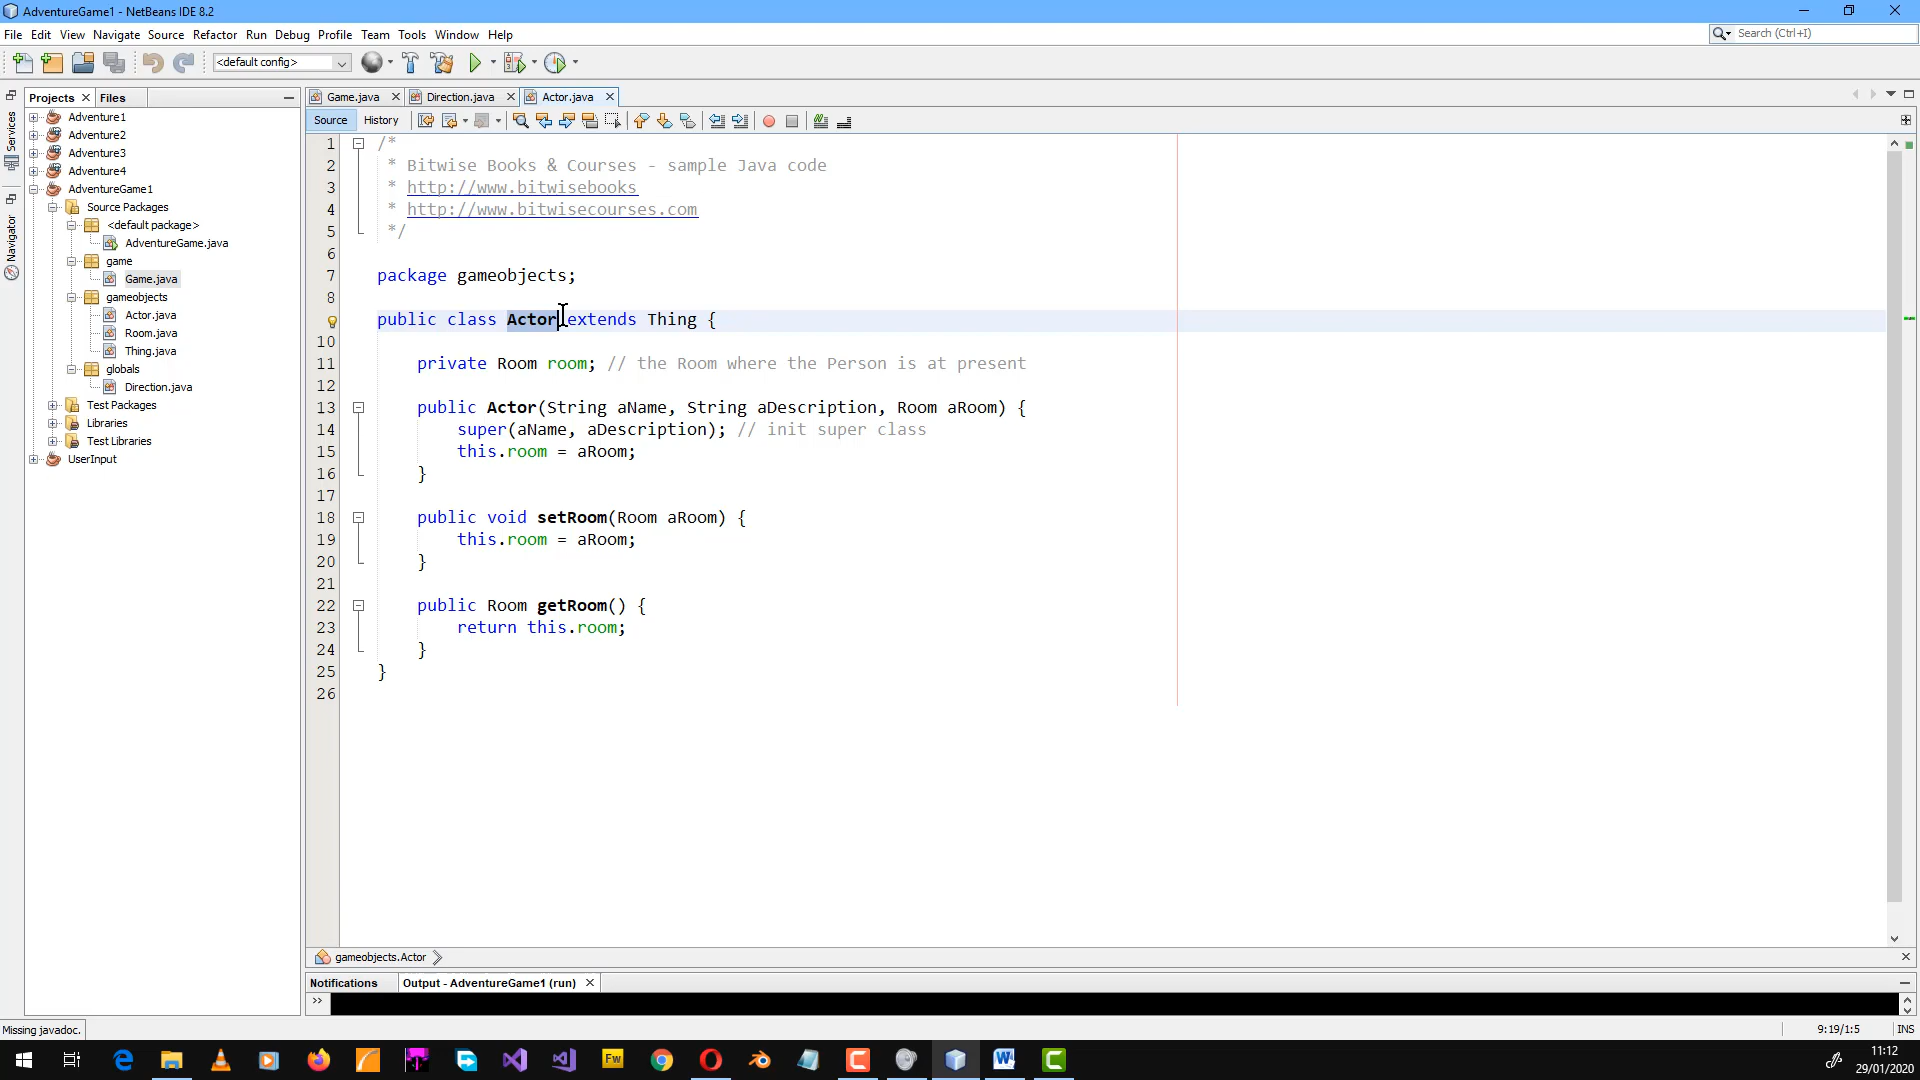 AdventureGame1 - NetBeans IDE 8.2
File Edit View Navigate Source Refactor Run Debug Profile Team Tools Window Help
Search (Ctrl+I)
<default config>
Projects Files
Game.java Direction.java Actor.java
Source History
Services
Navigator
Adventure1
Adventure2
Adventure3
Adventure4
AdventureGame1
Source Packages
<default package>
AdventureGame.java
game
Game.java
gameobjects
Actor.java
Room.java
Thing.java
globals
Direction.java
Test Packages
Libraries
Test Libraries
UserInput
1 /*
2 * Bitwise Books & Courses - sample Java code
3 * http://www.bitwisebooks
4 * http://www.bitwisecourses.com
5 */
6
7 package gameobjects;
8
public class Actor extends Thing {
10
11 private Room room; // the Room where the Person is at present
12
13 public Actor(String aName, String aDescription, Room aRoom) {
14 super(aName, aDescription); // init super class
15 this.room = aRoom;
16 }
17
18 public void setRoom(Room aRoom) {
19 this.room = aRoom;
20 }
21
22 public Room getRoom() {
23 return this.room;
24 }
25 }
26
gameobjects.Actor
Notifications Output - AdventureGame1 (run)
Missing javadoc.
9:19/1:5 INS
Fw
11:12
29/01/2020